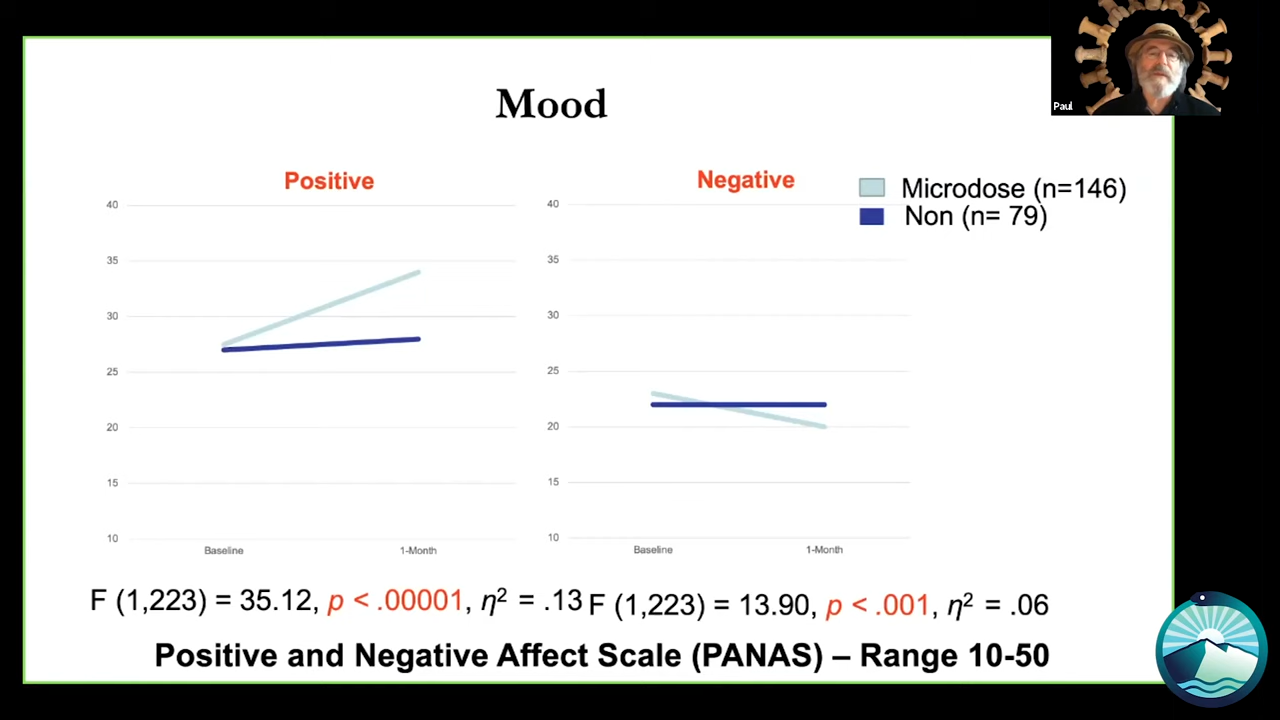 Paul
Mood
Positive
Negative
Microdose (n=146)
Non (n= 79)
40
35
30
25
20
15
10
Baseline
1-Month
40
35
30
25
20
15
10
Baseline
1-Month
F (1,223) = 35.12, p < .00001, η² = .13
F (1,223) = 13.90, p < .001, η² = .06
Positive and Negative Affect Scale (PANAS) – Range 10-50